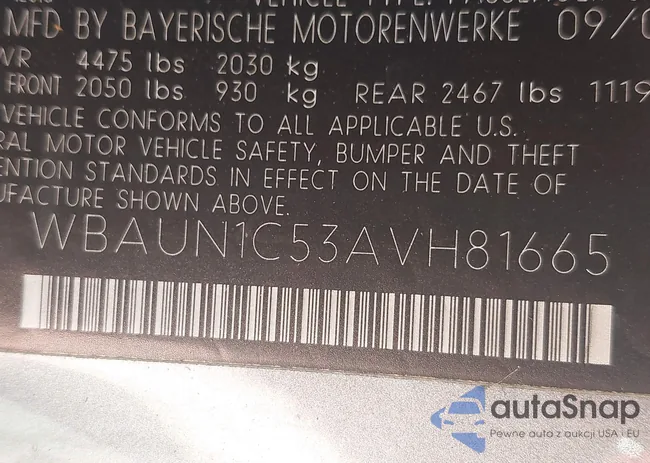 MFD BY BAYERISCHE MOTORENWERKE 09/0
VWR 4475 lbs 2030 kg
FRONT 2050 lbs 930 kg REAR 2467 lbs 1119
VEHICLE CONFORMS TO ALL APPLICABLE U.S.
RAL MOTOR VEHICLE SAFETY, BUMPER AND THEFT
ENTION STANDARDS IN EFFECT ON THE DATE OF
UFACTURE SHOWN ABOVE.
WBAUN1C53AVH81665
autaSnap
Pewne auta z aukcji USA i EU